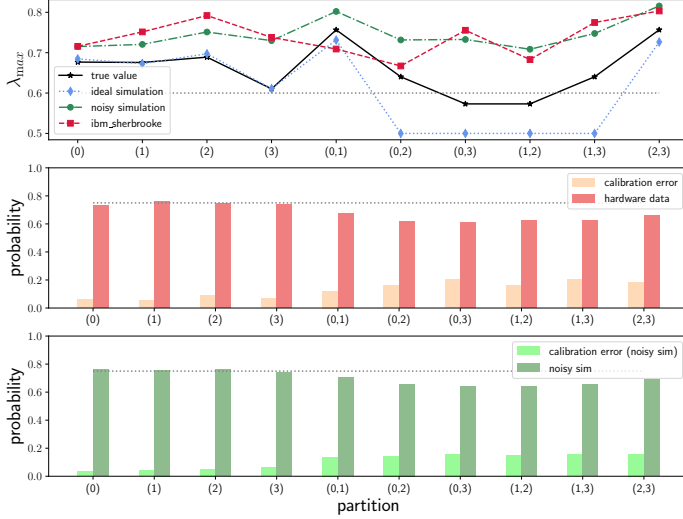 0.8
0.7
0.6
0.5
λmax
true value
ideal simulation
noisy simulation
ibm_sherbrooke
(0) (1) (2) (3) (0,1) (0,2) (0,3) (1,2) (1,3) (2,3)
1.0
0.8
0.6
0.4
0.2
0.0
probability
calibration error
hardware data
(0) (1) (2) (3) (0,1) (0,2) (0,3) (1,2) (1,3) (2,3)
1.0
0.8
0.6
0.4
0.2
0.0
probability
calibration error (noisy sim)
noisy sim
(0) (1) (2) (3) (0,1) (0,2) (0,3) (1,2) (1,3) (2,3)
partition